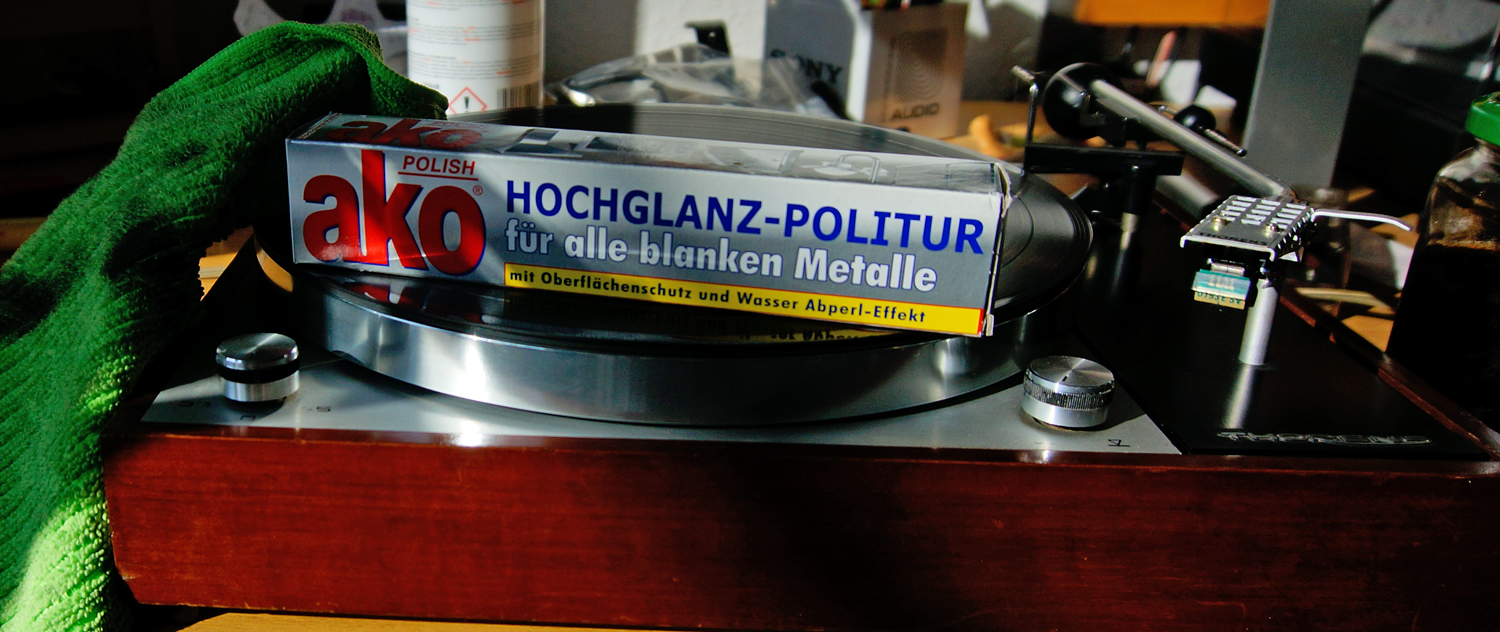 SONY
AUDIO
ako
POLISH
ako®
HOCHGLANZ-POLITUR
für alle blanken Metalle
mit Oberflächenschutz und Wasser Abperl-Effekt